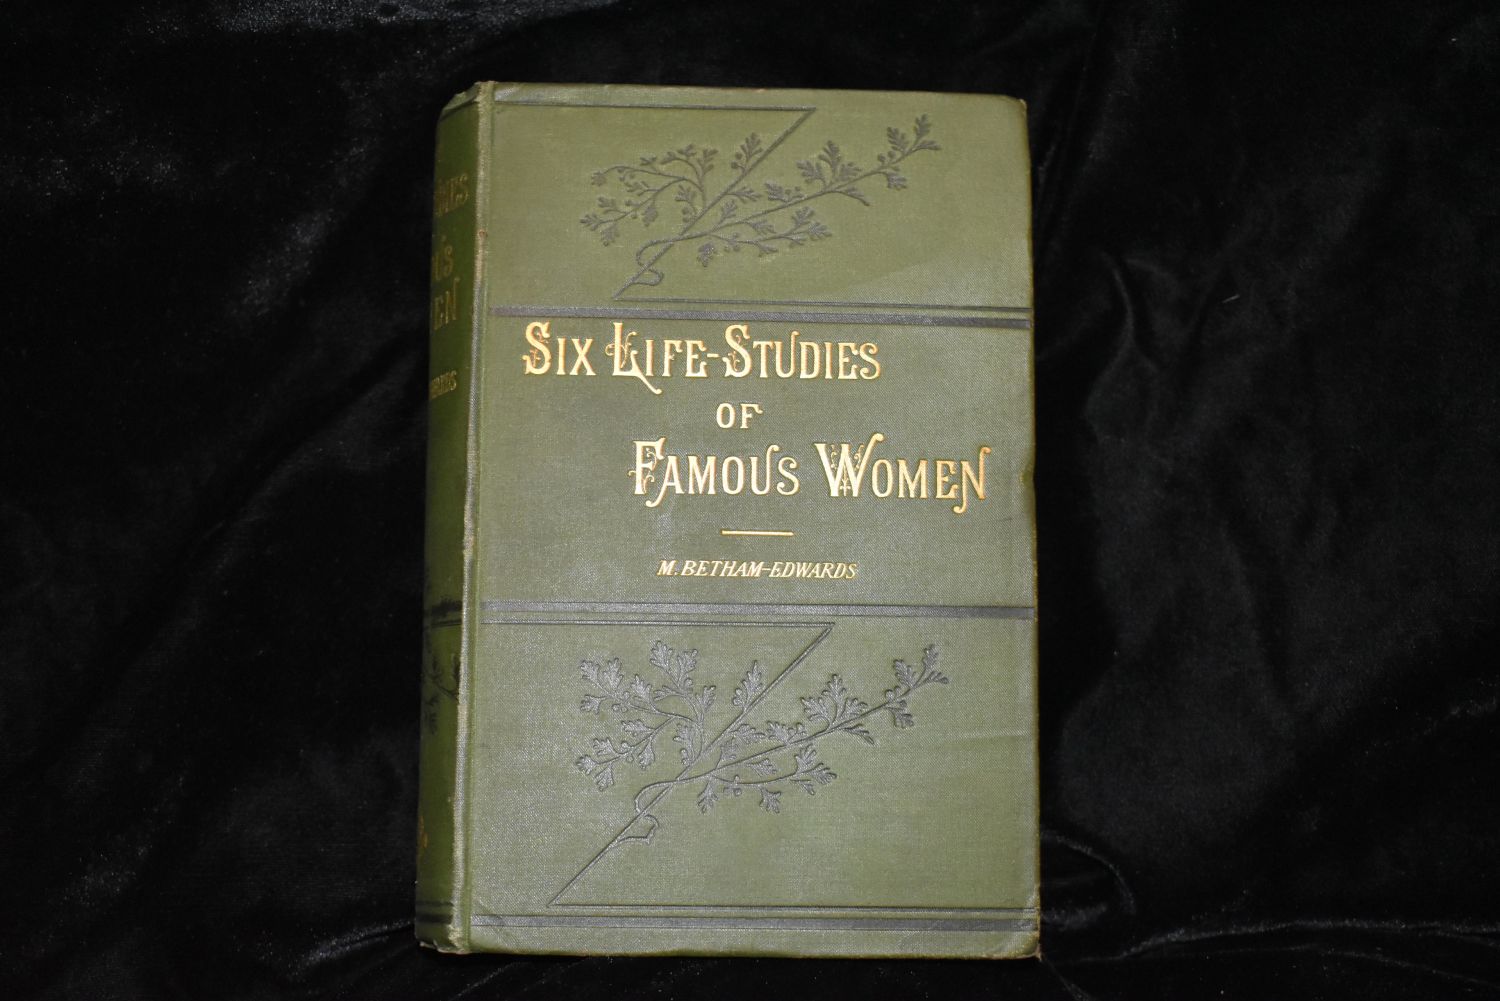 SIX LIFE-STUDIES
OF
FAMOUS WOMEN
M. BETHAM-EDWARDS